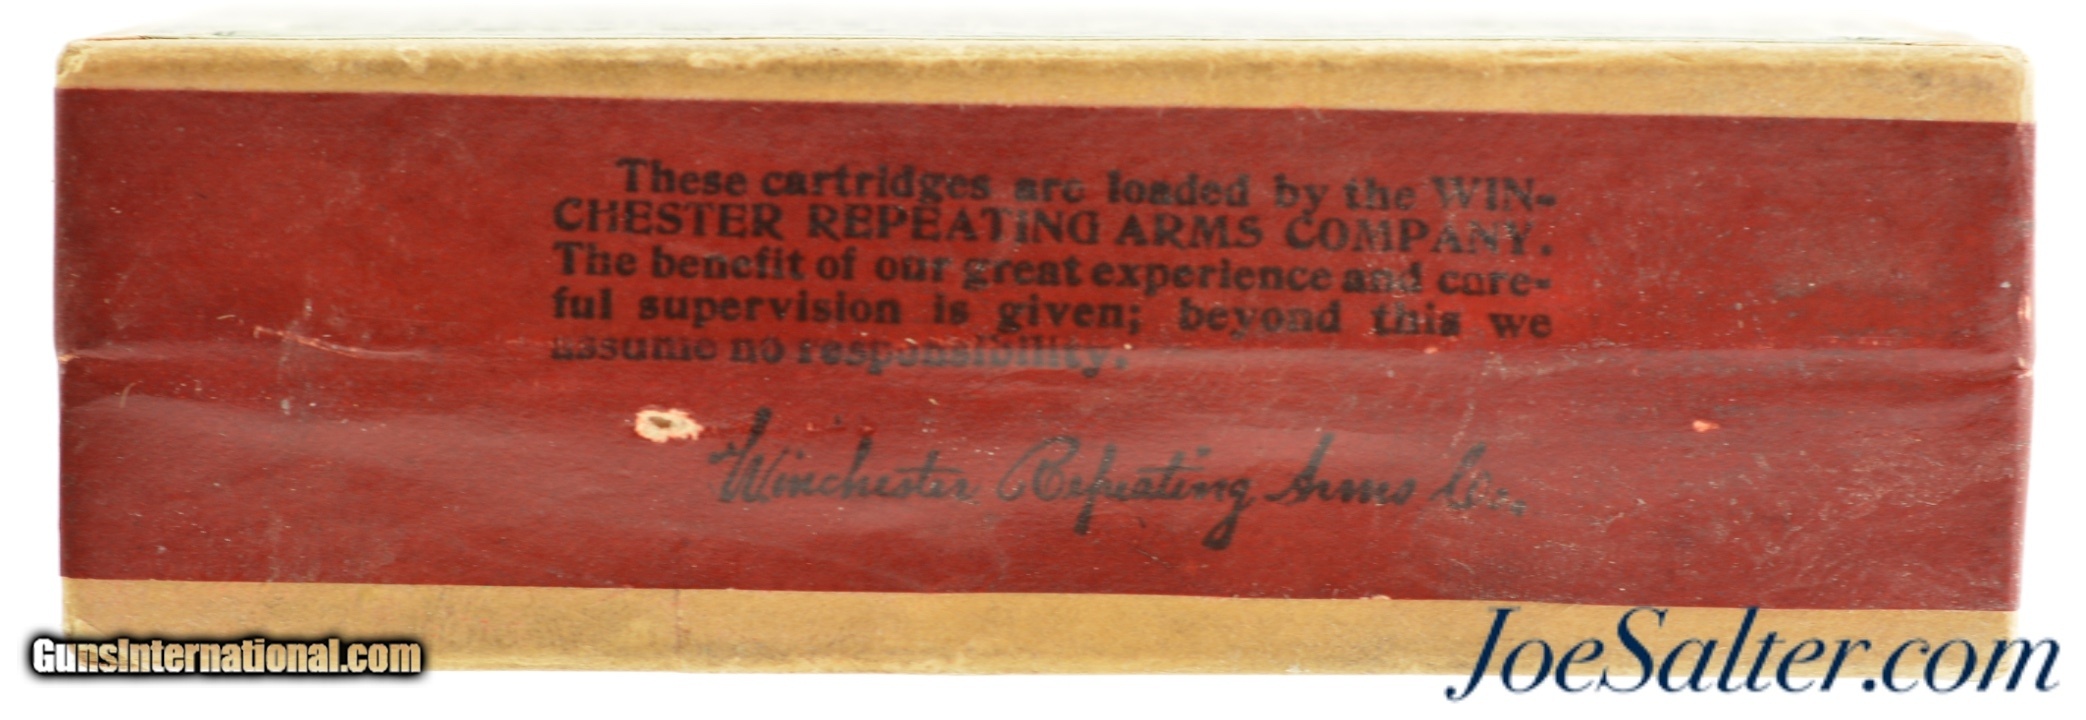 These cartridges are loaded by the WIN-
CHESTER REPEATING ARMS COMPANY.
The benefit of our great experience and care-
ful supervision is given; beyond this we
assume no responsibility.
Winchester Repeating Arms Co.
GunsInternational.com
JoeSalter.com